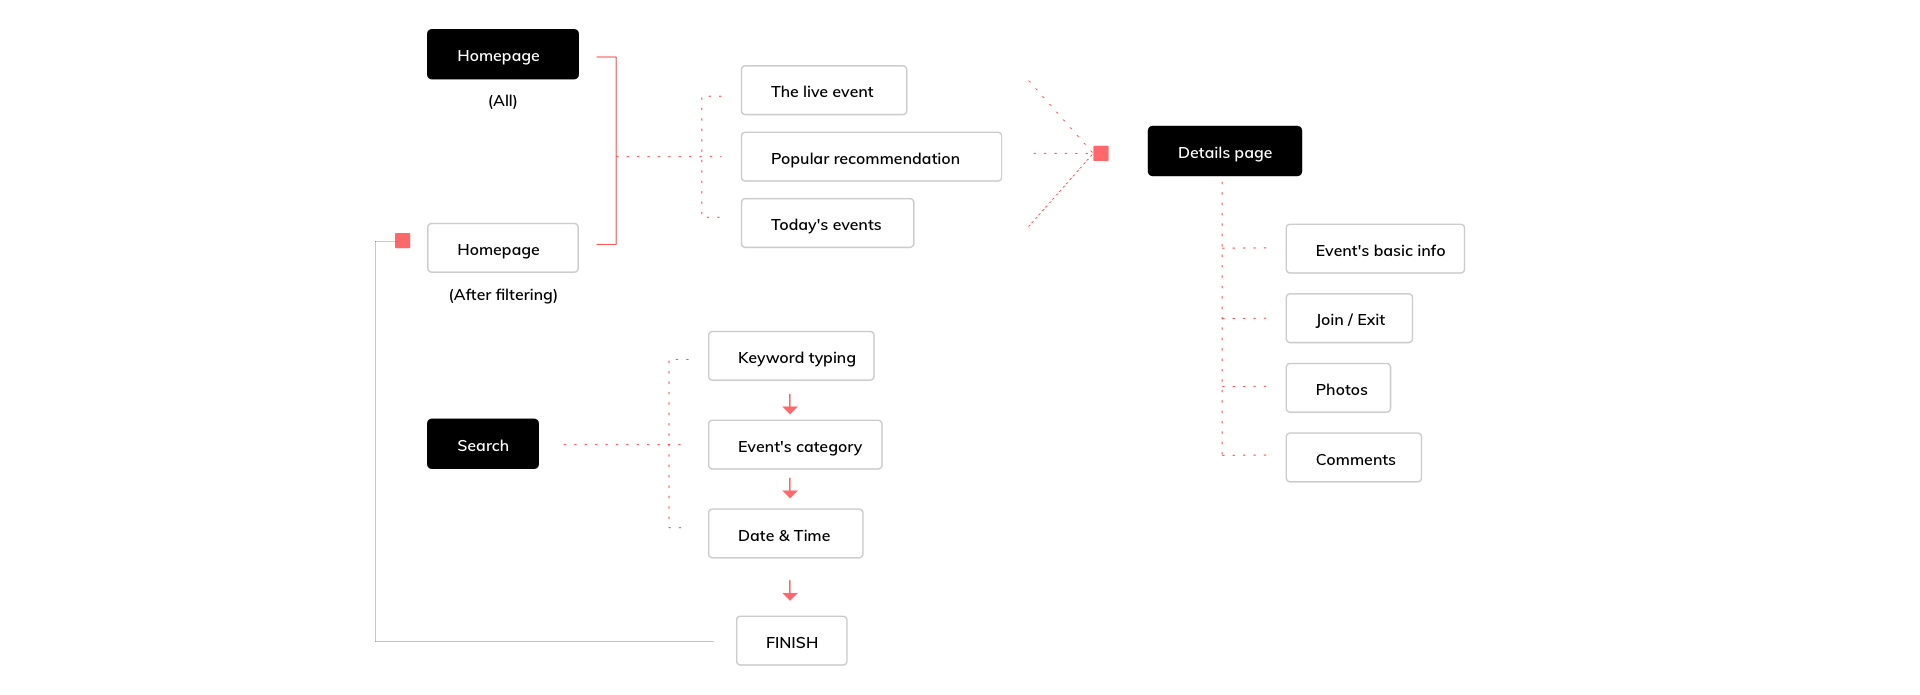 Homepage
(All)
The live event
Popular recommendation
Today's events
Details page
Homepage
(After filtering)
Event's basic info
Join / Exit
Photos
Comments
Search
Keyword typing
Event's category
Date & Time
FINISH